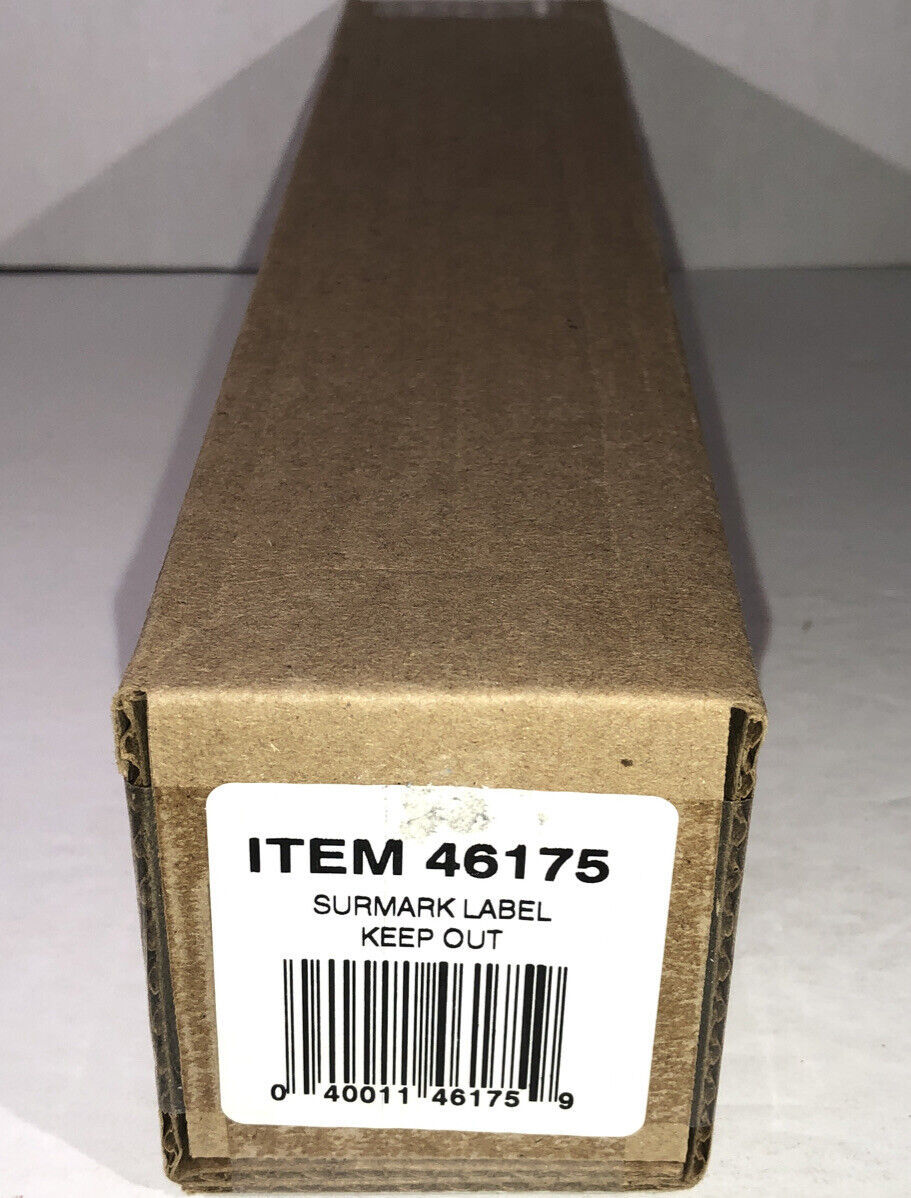 ITEM 46175
SURMARK LABEL
KEEP OUT
0 40011 46175 9